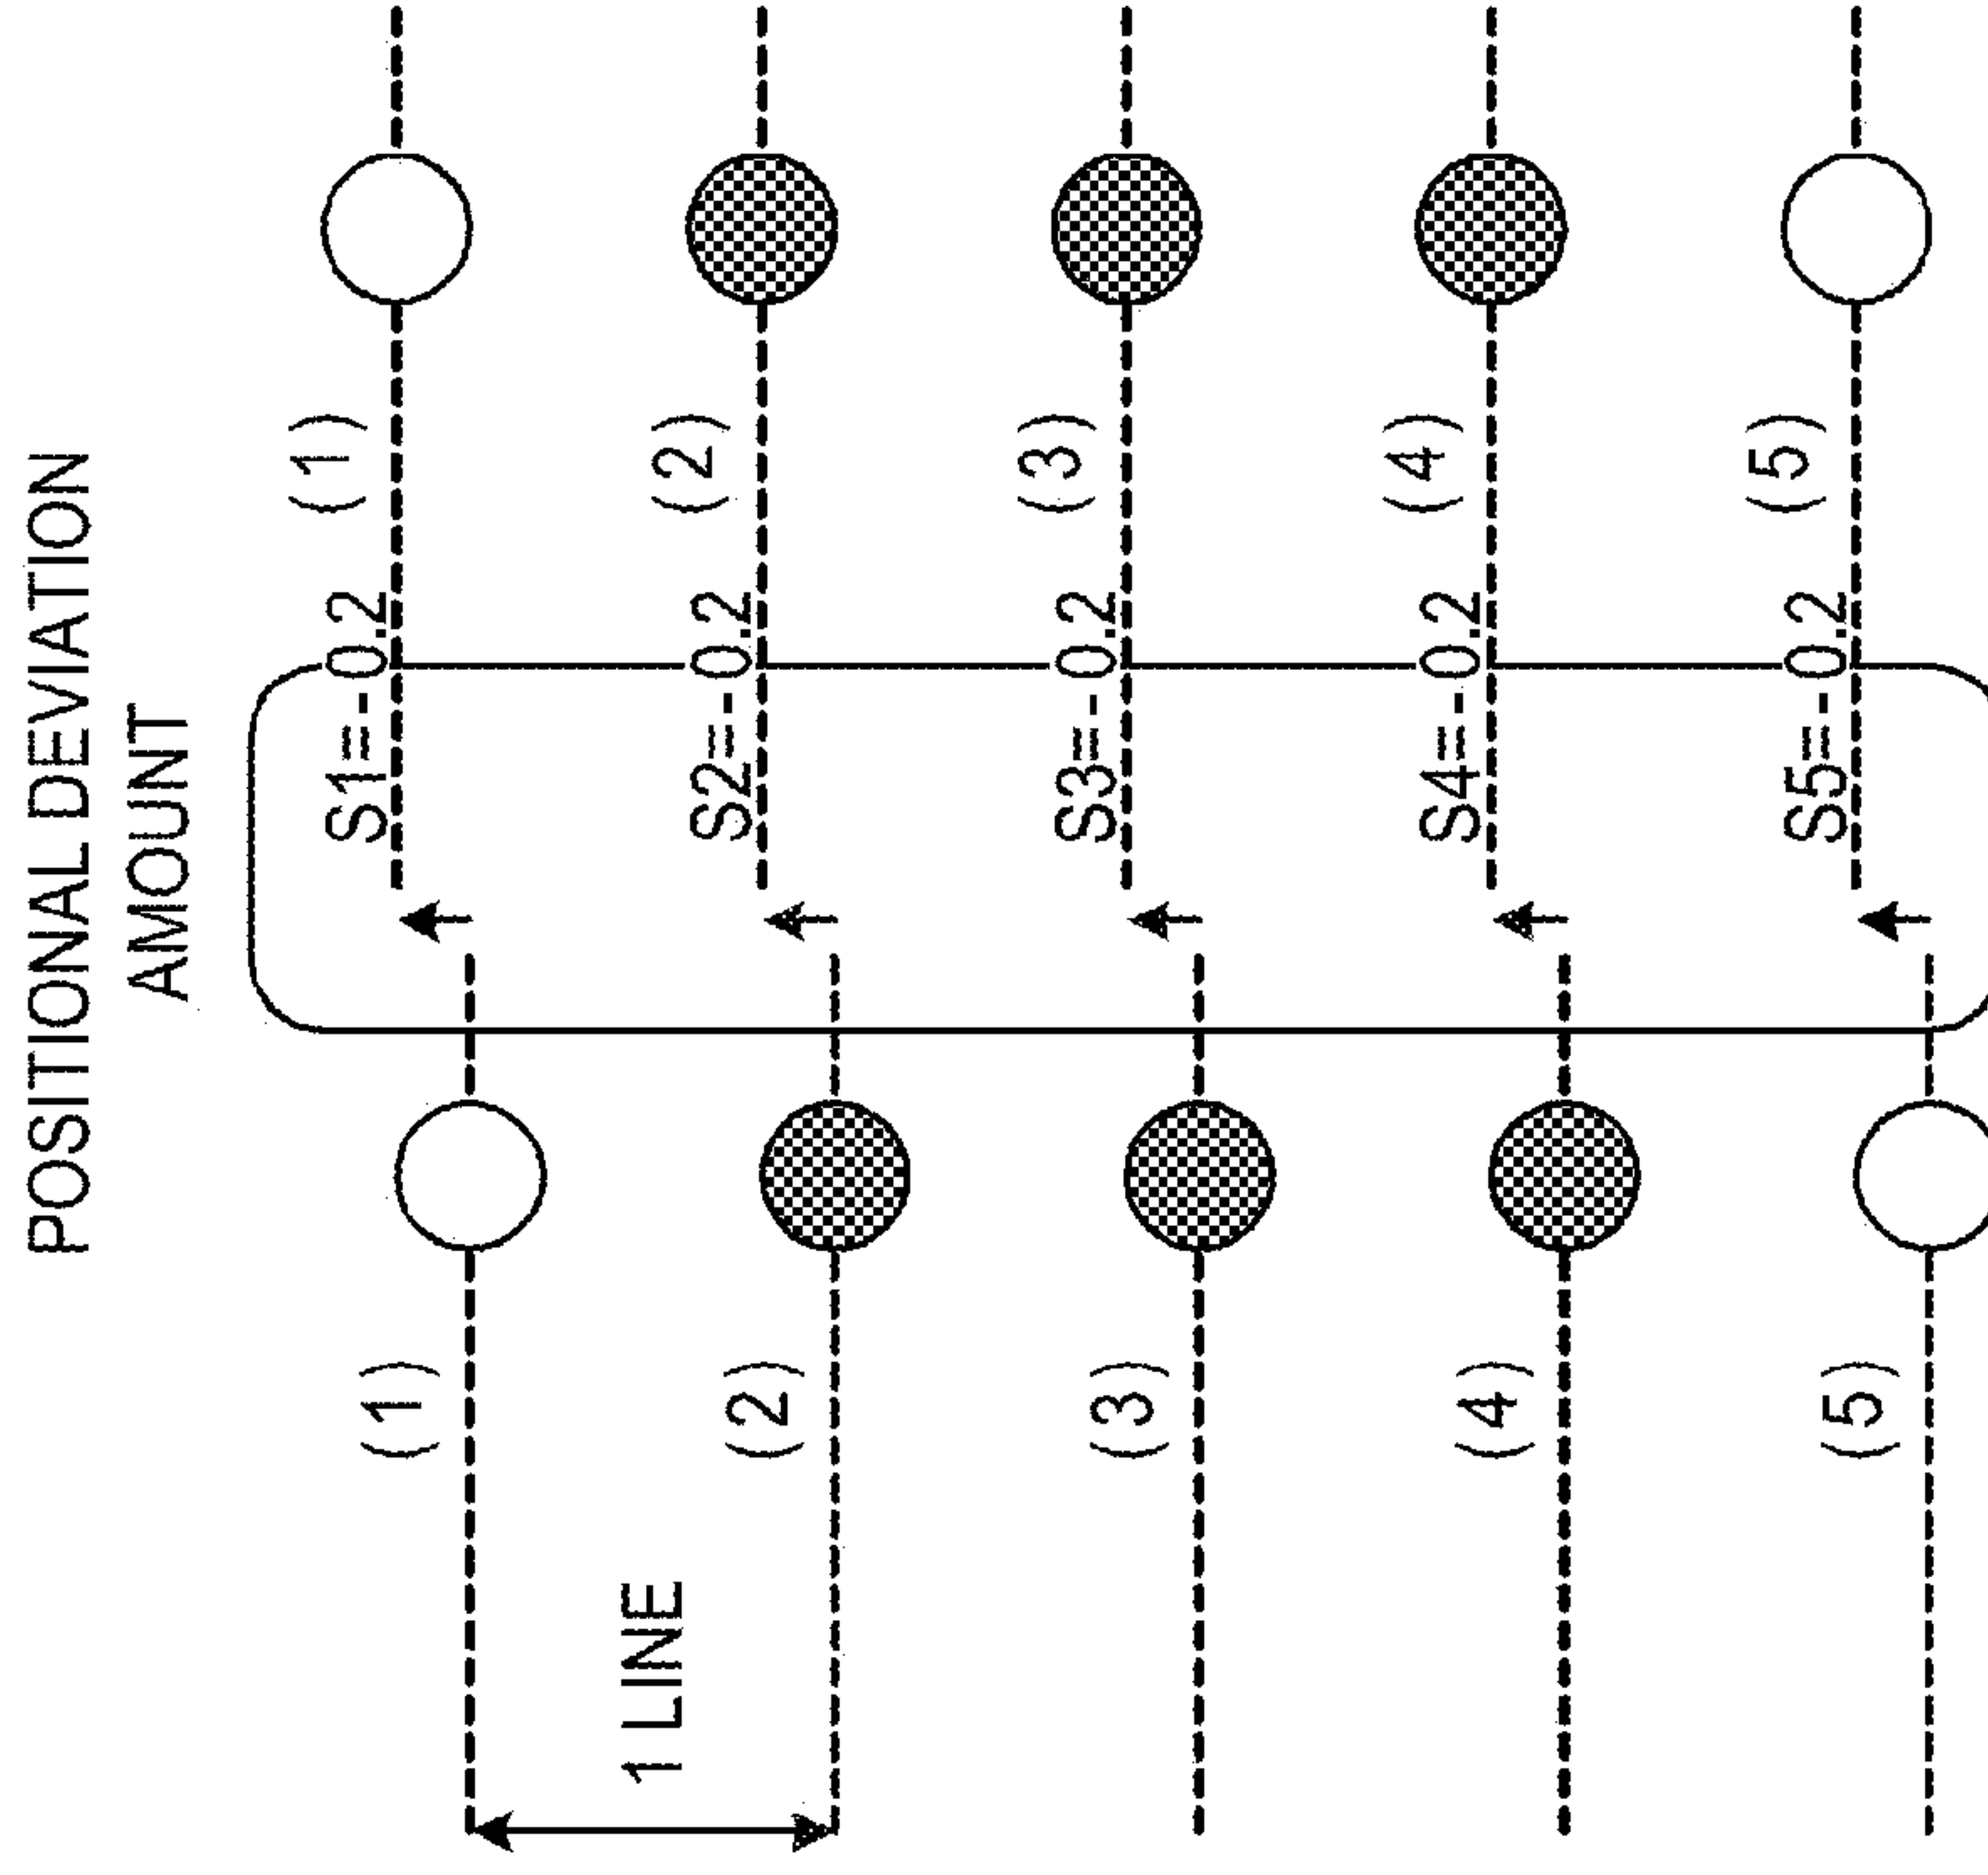 POSITIONAL DEVIATION
AMOUNT
(1)
S1=-0.2
(1)
1 LINE
(2)
S2=-0.2
(2)
(3)
S3=-0.2
(3)
(4)
S4=-0.2
(4)
(5)
S5=-0.2
(5)